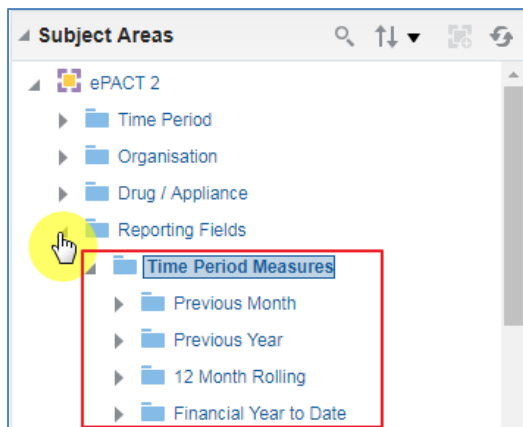 Subject Areas
ePACT 2
Time Period
Organisation
Drug / Appliance
Reporting Fields
Time Period Measures
Previous Month
Previous Year
12 Month Rolling
Financial Year to Date